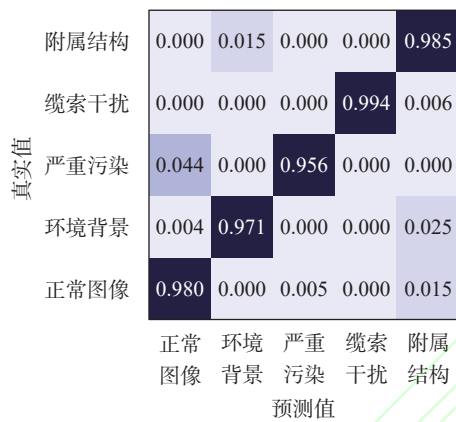 附属结构 0.000 0.015 0.000 0.000 0.985
缆索干扰 0.000 0.000 0.000 0.994 0.006
严重污染 0.044 0.000 0.956 0.000 0.000
环境背景 0.004 0.971 0.000 0.000 0.025
正常图像 0.980 0.000 0.005 0.000 0.015
真实值
正常 环境 严重 缆索 附属
图像 背景 污染 干扰 结构
预测值